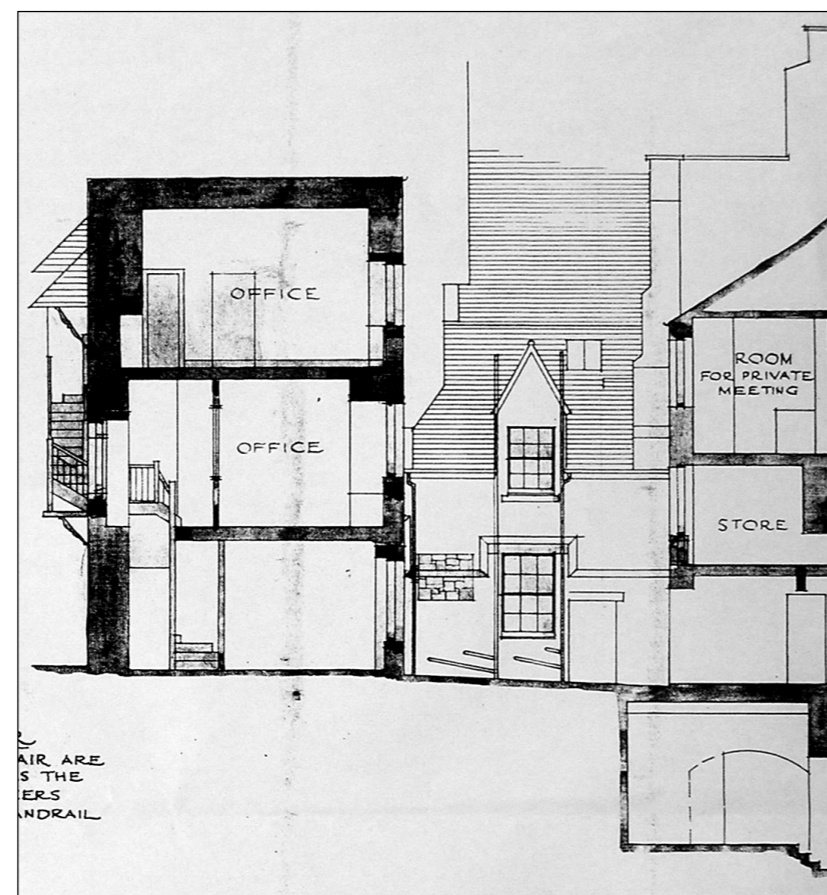 OFFICE
OFFICE
ROOM
FOR PRIVATE
MEETING
STORE
AIR ARE
S THE
ERS
ANDRAIL